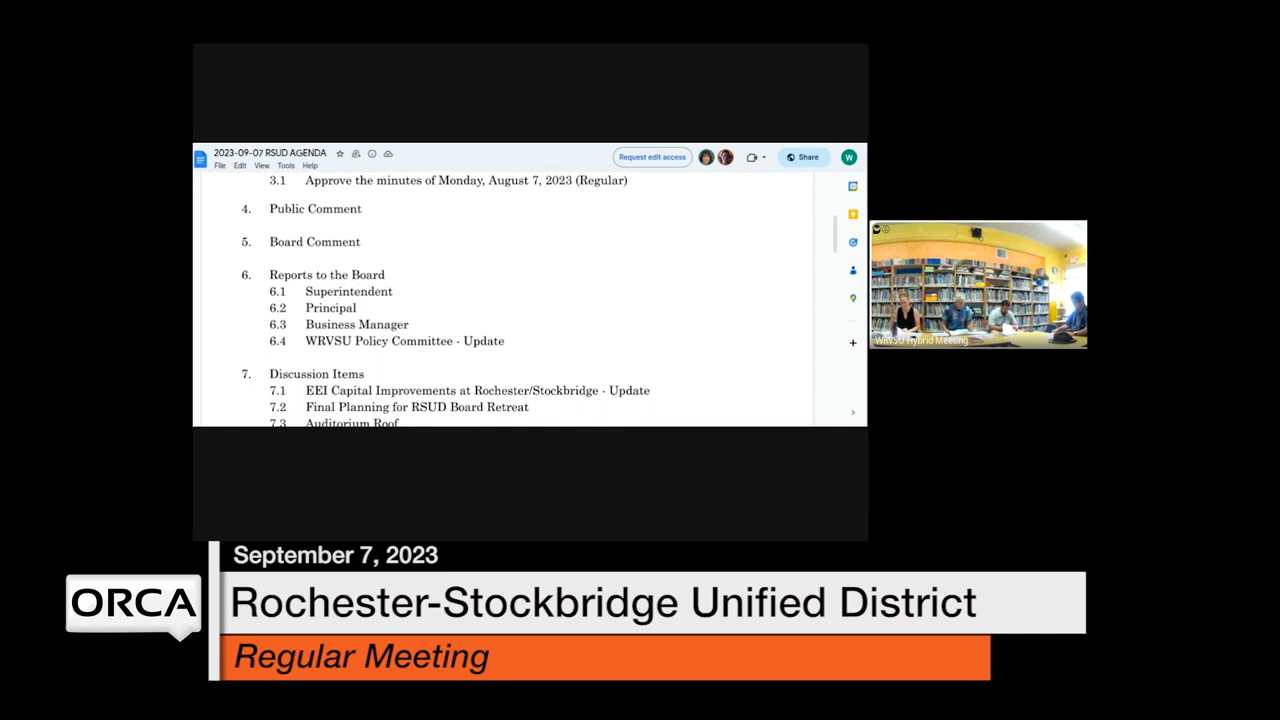 2023-09-07 RSUD AGENDA
File Edit View Tools Help
Request edit access
Share
W
3.1 Approve the minutes of Monday, August 7, 2023 (Regular)
4. Public Comment
5. Board Comment
6. Reports to the Board
6.1 Superintendent
6.2 Principal
6.3 Business Manager
6.4 WRVSU Policy Committee - Update
7. Discussion Items
7.1 EEI Capital Improvements at Rochester/Stockbridge - Update
7.2 Final Planning for RSUD Board Retreat
7.3 Auditorium Roof
WRVSU Hybrid Meeting
September 7, 2023
ORCA
Rochester-Stockbridge Unified District
Regular Meeting